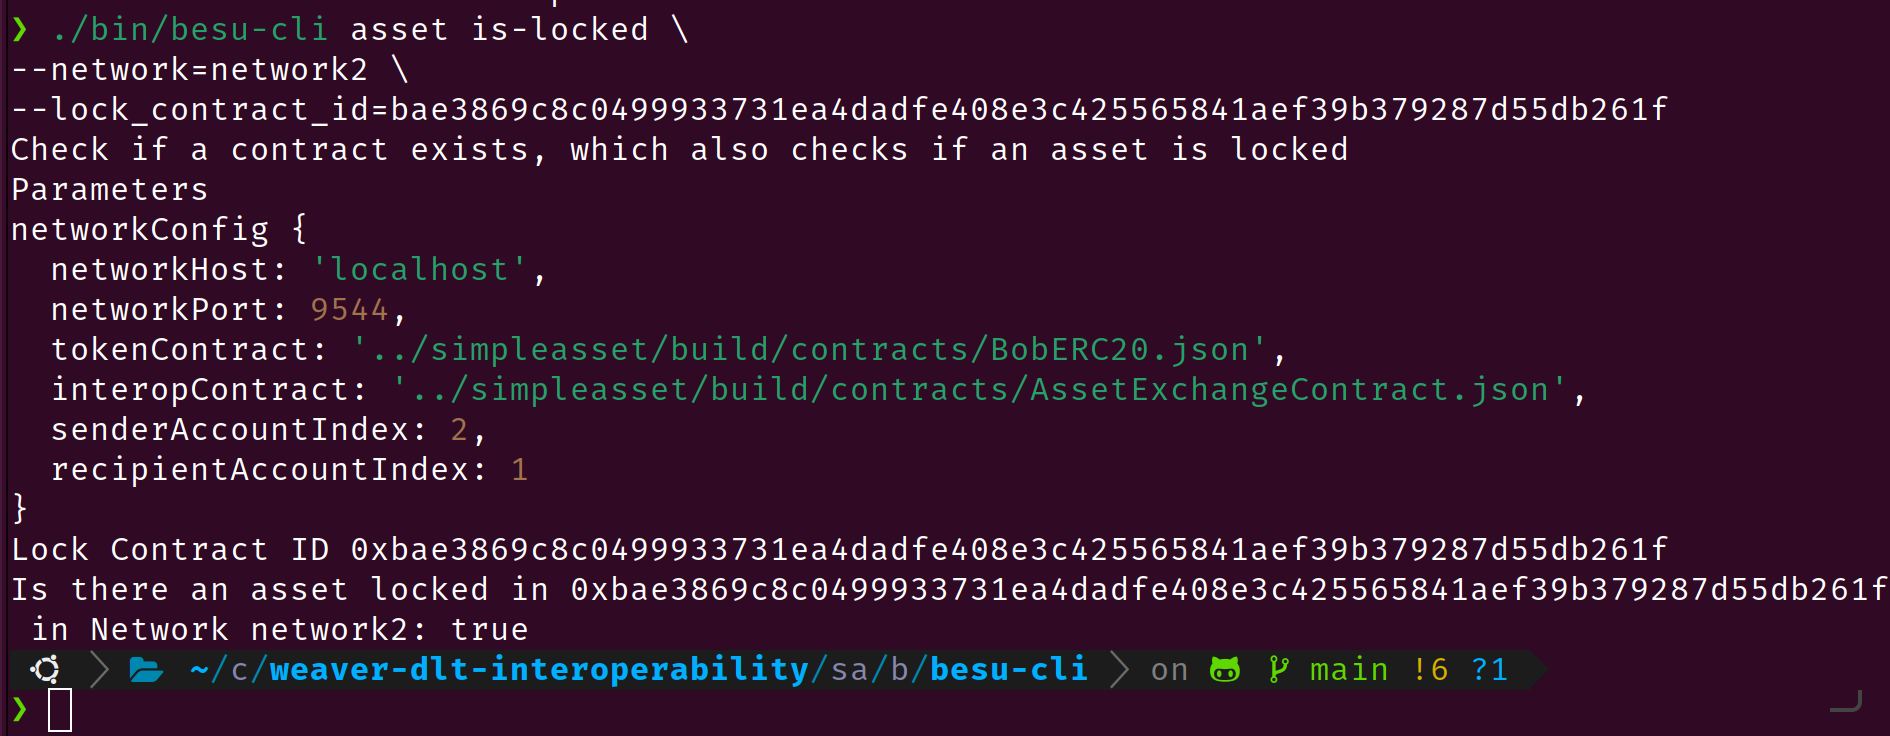 ❯ ./bin/besu-cli asset is-locked \
--network=network2 \
--lock_contract_id=bae3869c8c0499933731ea4dadfe408e3c425565841aef39b379287d55db261f
Check if a contract exists, which also checks if an asset is locked
Parameters
networkConfig {
  networkHost: 'localhost',
  networkPort: 9544,
  tokenContract: '../simpleasset/build/contracts/BobERC20.json',
  interopContract: '../simpleasset/build/contracts/AssetExchangeContract.json',
  senderAccountIndex: 2,
  recipientAccountIndex: 1
}
Lock Contract ID 0xbae3869c8c0499933731ea4dadfe408e3c425565841aef39b379287d55db261f
Is there an asset locked in 0xbae3869c8c0499933731ea4dadfe408e3c425565841aef39b379287d55db261f
 in Network network2: true
~/c/weaver-dlt-interoperability/sa/b/besu-cli on main !6 ?1
❯